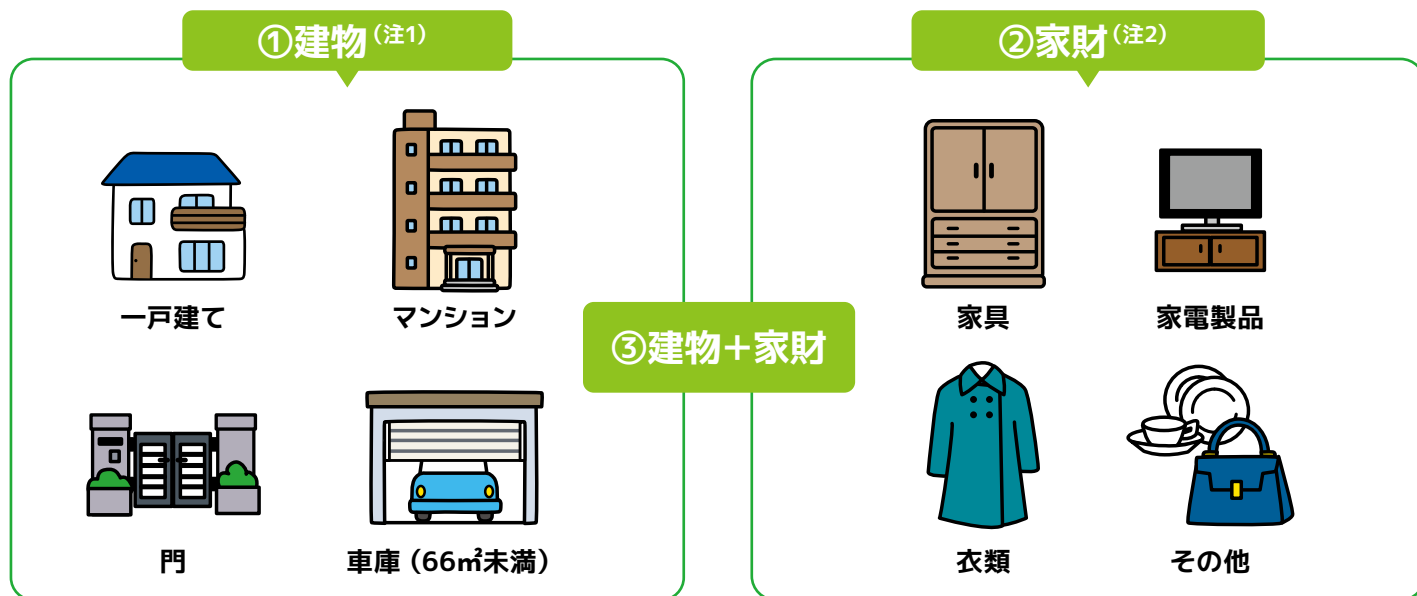 ①建物(注1)
②家財(注2)
一戸建て
マンション
家具
家電製品
③建物+家財
門
車庫(66㎡未満)
衣類
その他